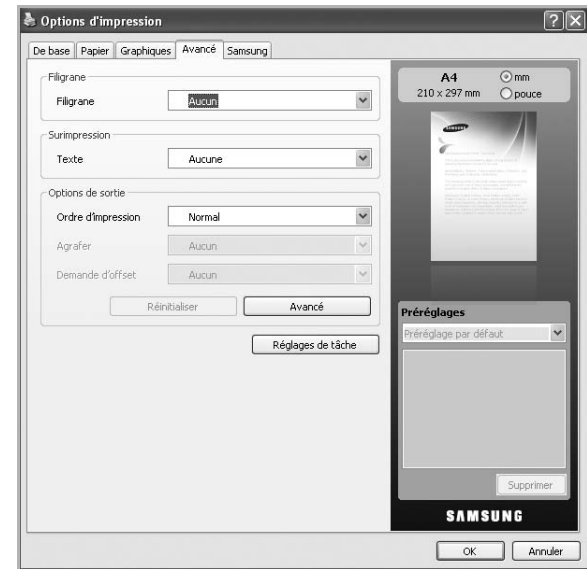 Options d'impression
De base Papier Graphiques Avancé Samsung
Filigrane
Filigrane Aucun
Surimpression
Texte Aucune
Options de sortie
Ordre d'impression Normal
Agrafer Aucun
Demande d'offset Aucun
Réinitialiser Avancé
Réglages de tâche
A4 mm
210 x 297 mm pouce
SAMSUNG
Préréglages
Préréglage par défaut
Supprimer
SAMSUNG
OK Annuler